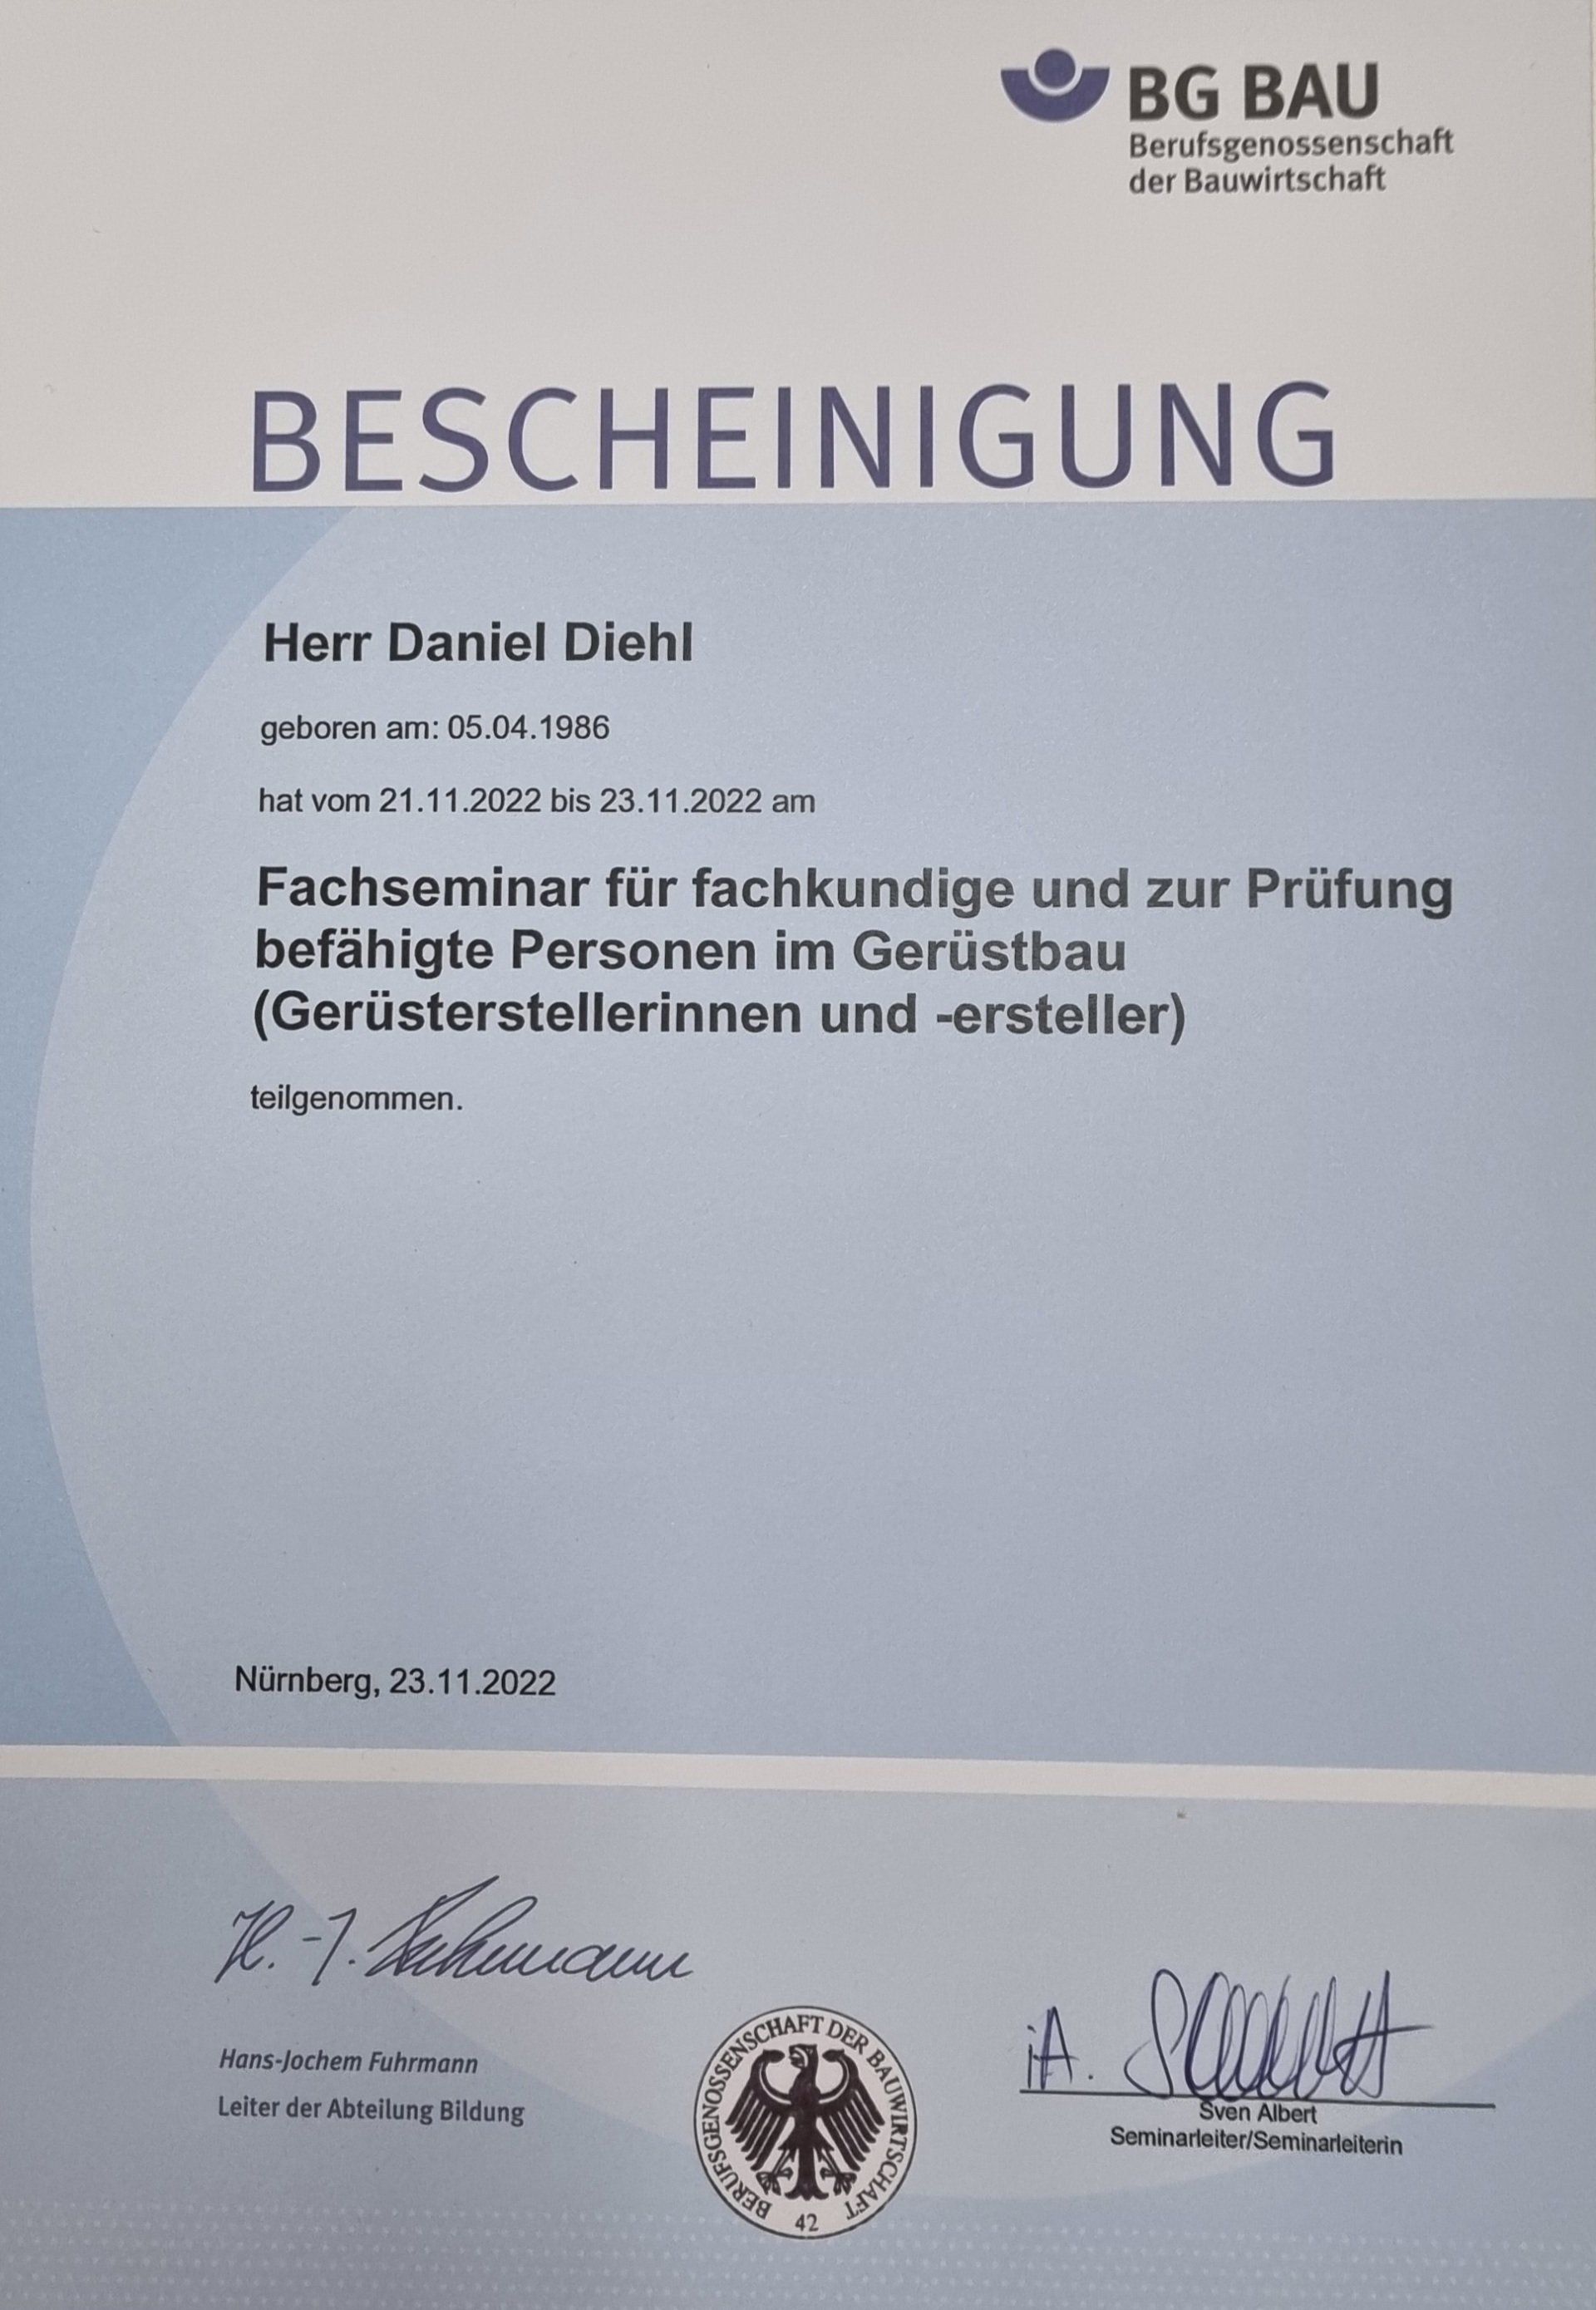 BG BAU
Berufsgenossenschaft
der Bauwirtschaft
BESCHEINIGUNG
Herr Daniel Diehl
geboren am: 05.04.1986
hat vom 21.11.2022 bis 23.11.2022 am
Fachseminar für fachkundige und zur Prüfung
befähigte Personen im Gerüstbau
(Gerüsterstellerinnen und -ersteller)
teilgenommen.
Nürnberg, 23.11.2022
H.-J. Fuhrmann
Hans-Jochem Fuhrmann
Leiter der Abteilung Bildung
BERUFSGENOSSENSCHAFT DER BAUWIRTSCHAFT
42
iA.
Sven Albert
Seminarleiter/Seminarleiterin